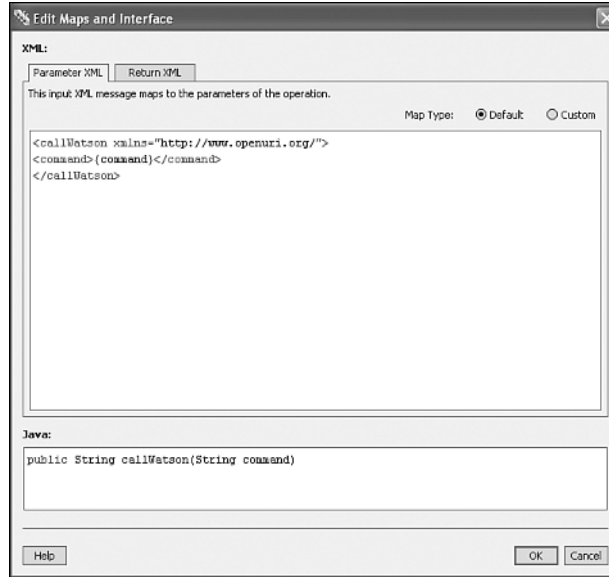 Edit Maps and Interface
XML:
Parameter XML Return XML
This input XML message maps to the parameters of the operation.
Map Type: Default Custom
<callWatson xmlns="http://www.openuri.org/">
<command>{command}</command>
</callWatson>
Java:
public String callWatson(String command)
Help OK Cancel